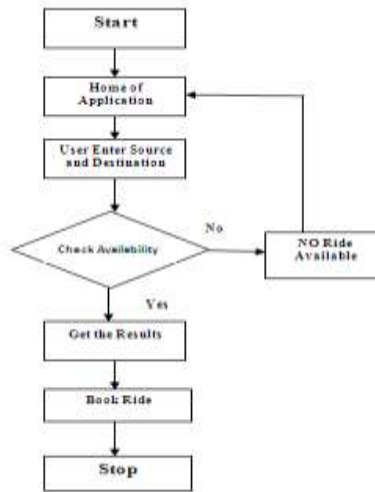 Start
Home of
Application
User Enter Source
and Destination
Check Availability
No
NO Ride
Available
Yes
Get the Results
Book Ride
Stop